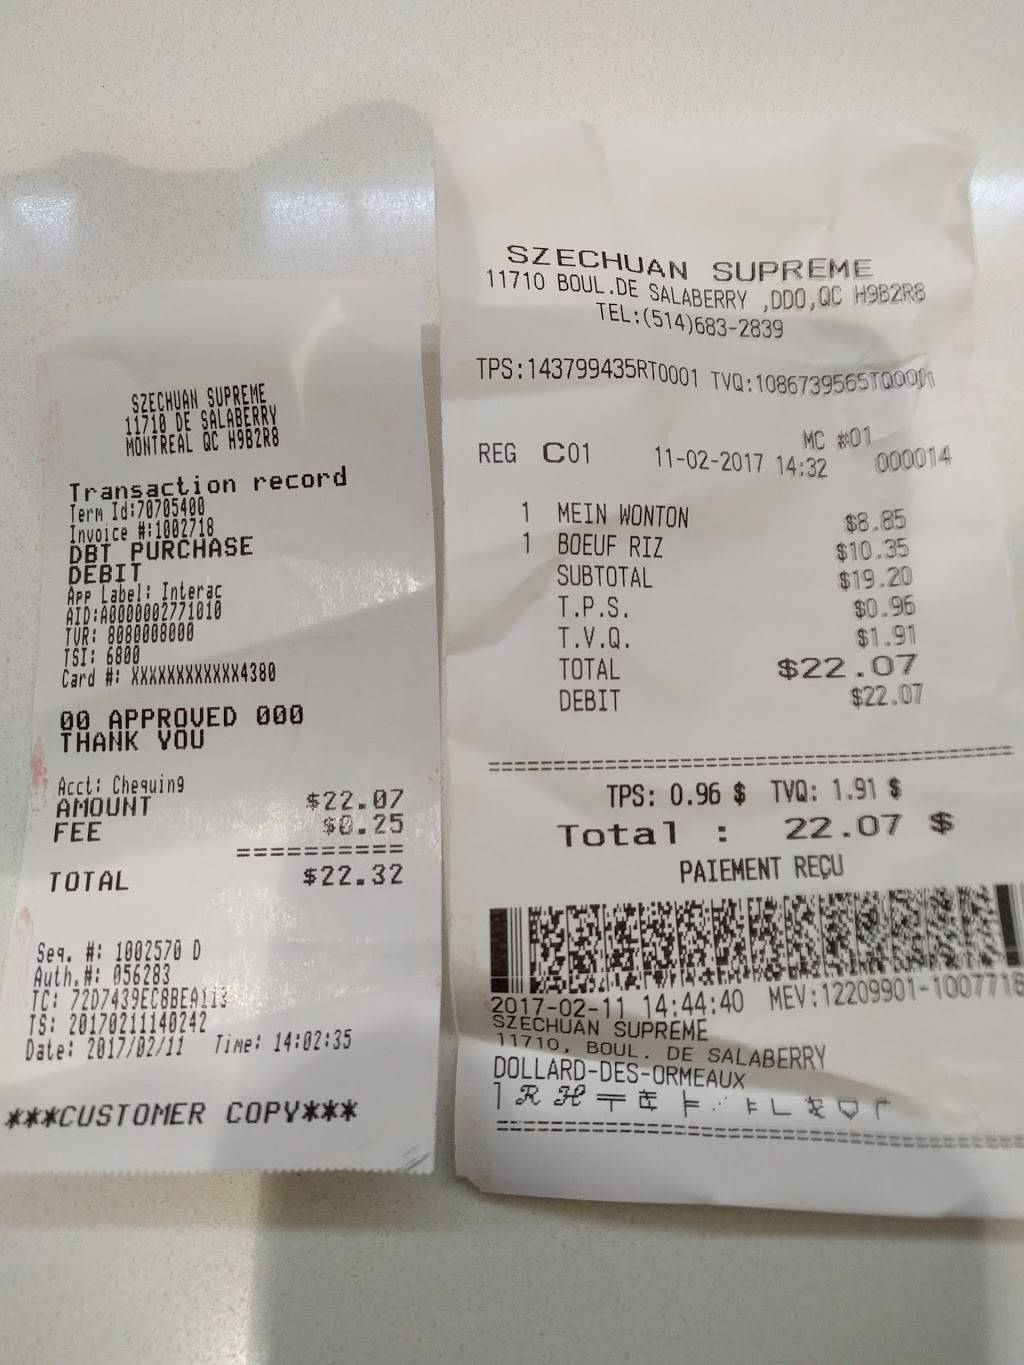 SZECHUAN SUPREME
11710 DE SALABERRY
MONTREAL QC H9B2R8
Transaction record
Term Id:70705400
Invoice #:1002718
DBT PURCHASE
DEBIT
App Label: Interac
AID:A0000002771010
TVR: 8080008000
TSI: 6800
Card #: XXXXXXXXXXXX4380
00 APPROVED 000
THANK YOU
Acct: Chequing
AMOUNT $22.07
FEE $0.25
==========
TOTAL $22.32
Seq. #: 1002570 D
Auth.#: 056283
TC: 72D7439EC8BEA113
TS: 20170211140242
Date: 2017/02/11 Time: 14:02:35
***CUSTOMER COPY***
SZECHUAN SUPREME
11710 BOUL.DE SALABERRY ,DDO,QC H9B2R8
TEL:(514)683-2839
TPS:143799435RT0001 TVQ:1086739565TQ0001
MC #01
REG C01 11-02-2017 14:32 000014
1 MEIN WONTON $8.85
1 BOEUF RIZ $10.35
SUBTOTAL $19.20
T.P.S. $0.96
T.V.Q. $1.91
TOTAL $22.07
DEBIT $22.07
TPS: 0.96 $ TVQ: 1.91 $
Total : 22.07 $
PAIEMENT REÇU
2017-02-11 14:44:40 MEV:12209901-1007718
SZECHUAN SUPREME
11710, BOUL. DE SALABERRY
DOLLARD-DES-ORMEAUX